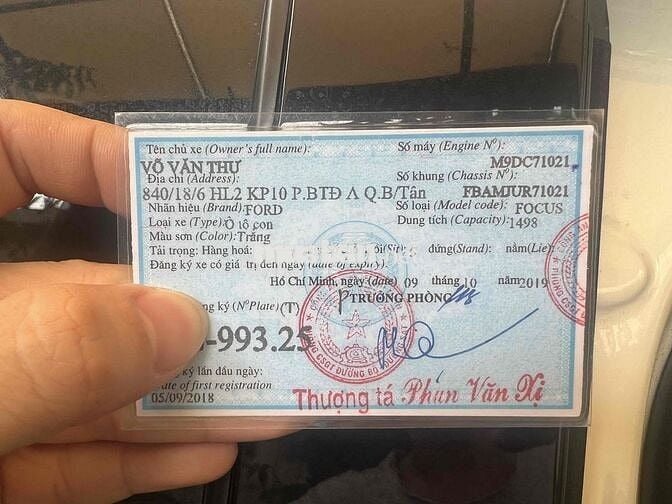 Tên chủ xe (Owner's full name):
VÕ VĂN THỰ
Địa chỉ (Address):
840/18/6 HL2 KP10 P.BTĐ A Q.B/Tân
Nhãn hiệu (Brand): FORD
Loại xe (Type): Ô tô con
Màu sơn (Color): Trắng
Tải trọng: Hàng hoá:
Số máy (Engine Nº):
M9DC71021
Số khung (Chassis Nº):
FBAMJUR71021
Số loại (Model code): FOCUS
Dung tích (Capacity): 1498
đứng(Stand): nằm(Lie):
Đăng ký xe có giá trị đến ngày (date of expiry):
Hồ Chí Minh, ngày (date) 09 tháng 10 năm 2019
P TRƯỞNG PHÒNG
ký (NºPlate) (T)
-993.25
ký lần đầu ngày:
of first registration
05/09/2018
Thượng tá Phan Văn Xị